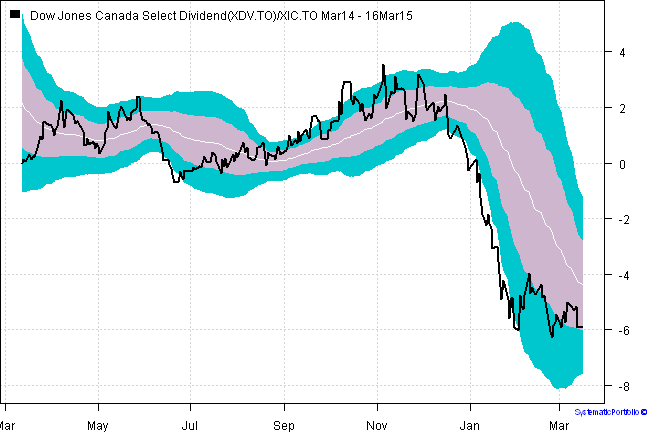 Dow Jones Canada Select Dividend(XDV.TO)/XIC.TO Mar14 - 16Mar15
4
2
0
-2
-4
-6
-8
Mar May Jul Sep Nov Jan Mar
SystematicPortfolio ©